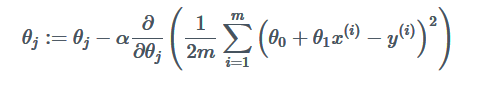 θ_j := θ_j − α ∂/∂θ_j ( 1/2m ∑_{i=1}^{m} ( θ_0 + θ_1 x^{(i)} − y^{(i)} )^2 )